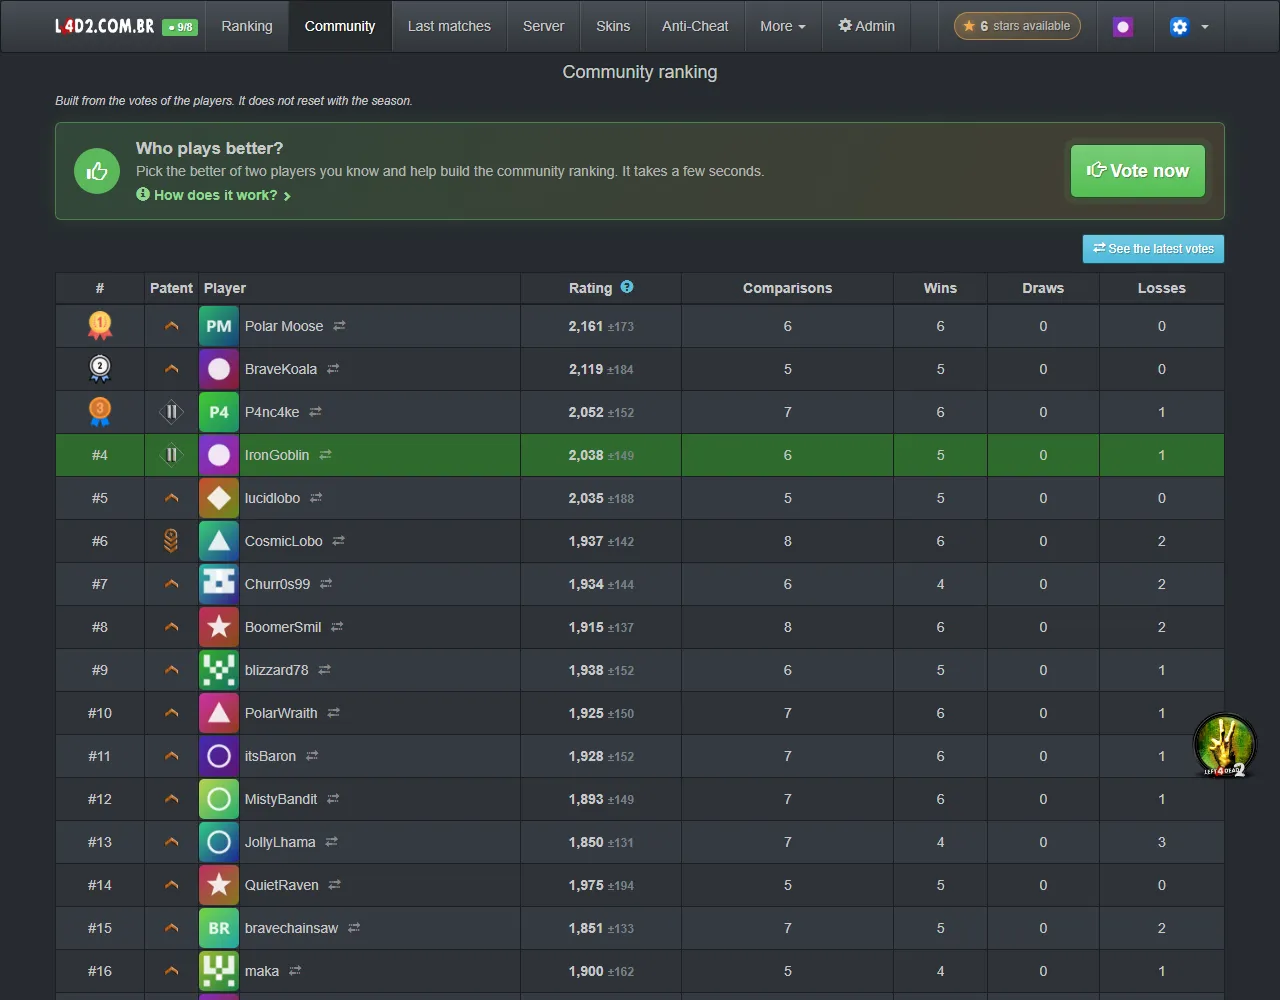 L4D2.COM.BR 9/8 Ranking Community Last matches Server Skins Anti-Cheat More Admin 6 stars available
Community ranking
Built from the votes of the players. It does not reset with the season.
Who plays better?
Pick the better of two players you know and help build the community ranking. It takes a few seconds.
How does it work?
Vote now
See the latest votes
# Patent Player Rating ? Comparisons Wins Draws Losses
1 PM Polar Moose 2,161 ±173 6 6 0 0
2 BraveKoala 2,119 ±184 5 5 0 0
3 P4 P4nc4ke 2,052 ±152 7 6 0 1
#4 IronGoblin 2,038 ±149 6 5 0 1
#5 lucidlobo 2,035 ±188 5 5 0 0
#6 CosmicLobo 1,937 ±142 8 6 0 2
#7 Churr0s99 1,934 ±144 6 4 0 2
#8 BoomerSmil 1,915 ±137 8 6 0 2
#9 blizzard78 1,938 ±152 6 5 0 1
#10 PolarWraith 1,925 ±150 7 6 0 1
#11 itsBaron 1,928 ±152 7 6 0 1
LEFT 4 DEAD 2
#12 MistyBandit 1,893 ±149 7 6 0 1
#13 JollyLhama 1,850 ±131 7 4 0 3
#14 QuietRaven 1,975 ±194 5 5 0 0
#15 BR bravechainsaw 1,851 ±133 7 5 0 2
#16 maka 1,900 ±162 5 4 0 1